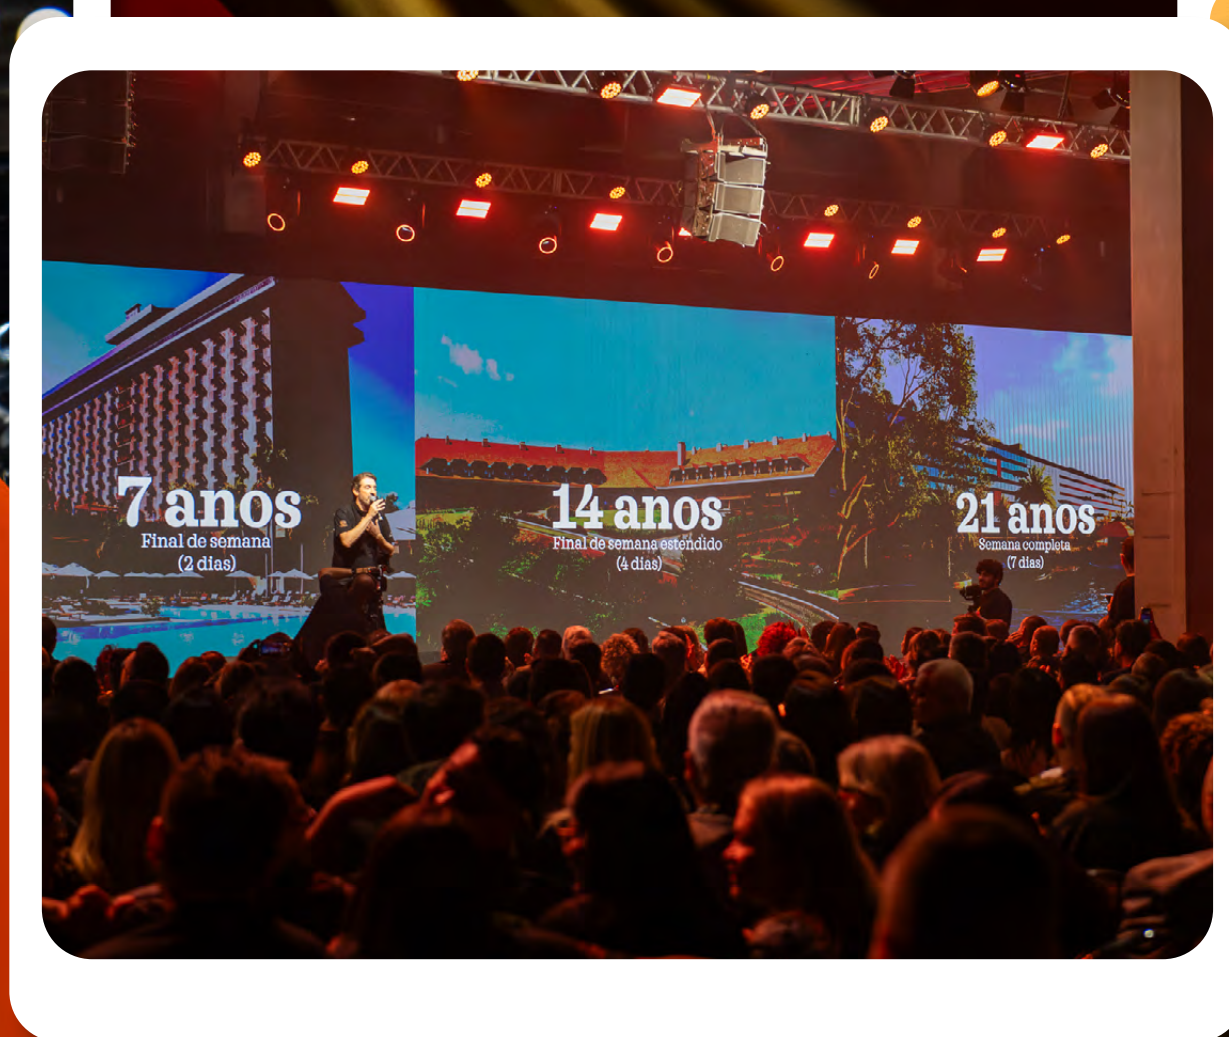 7 anos
Final de semana
(2 dias)
14 anos
Final de semana estendido
(4 dias)
21 anos
Semana completa
(7 dias)